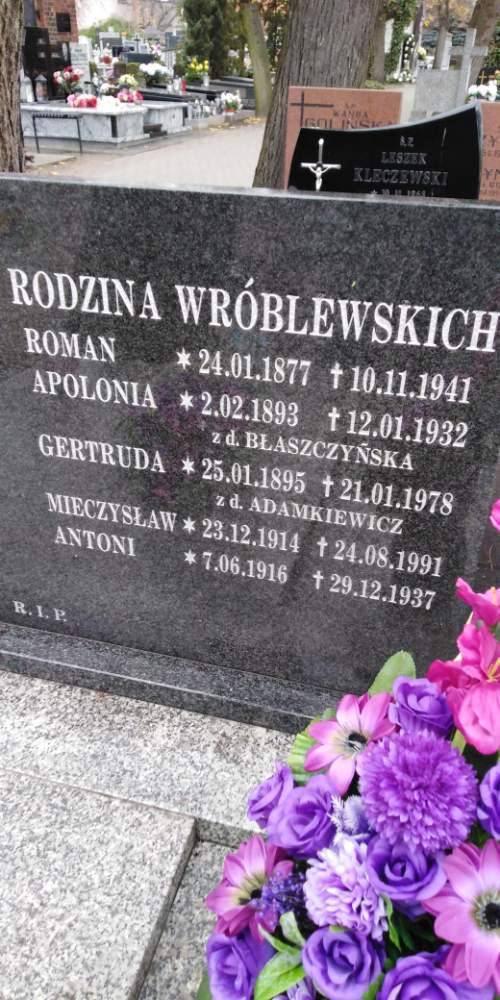 Ś.P.
WANDA
GOLIŃSKA
Ś.P.
LESZEK
KLECZEWSKI
RODZINA WRÓBLEWSKICH
ROMAN ✶ 24.01.1877 ✝ 10.11.1941
APOLONIA ✶ 2.02.1893 ✝ 12.01.1932
z d. BŁASZCZYŃSKA
GERTRUDA ✶ 25.01.1895 ✝ 21.01.1978
z d. ADAMKIEWICZ
MIECZYSŁAW ✶ 23.12.1914 ✝ 24.08.1991
ANTONI ✶ 7.06.1916 ✝ 29.12.1937
R. I. P.